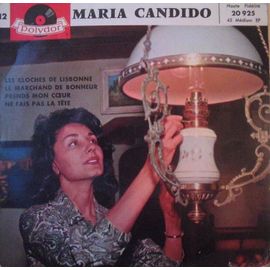 12
Polydor
MARIA CANDIDO
Haute Fidélité
20 925
45 Médium EP
LES CLOCHES DE LISBONNE
LE MARCHAND DE BONHEUR
PRENDS MON CŒUR
NE FAIS PAS LA TÊTE